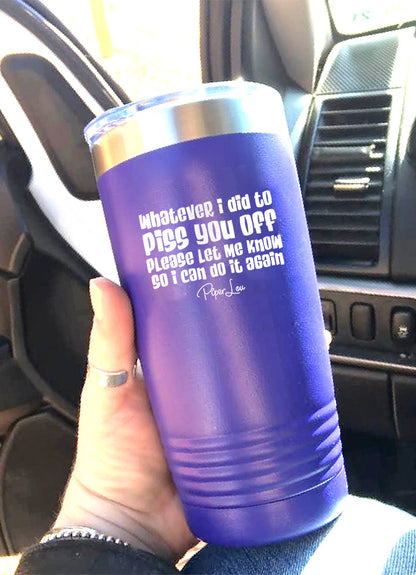 Whatever i did to
Piss you off
Please Let Me Know
So i can do it again
Piper Lou